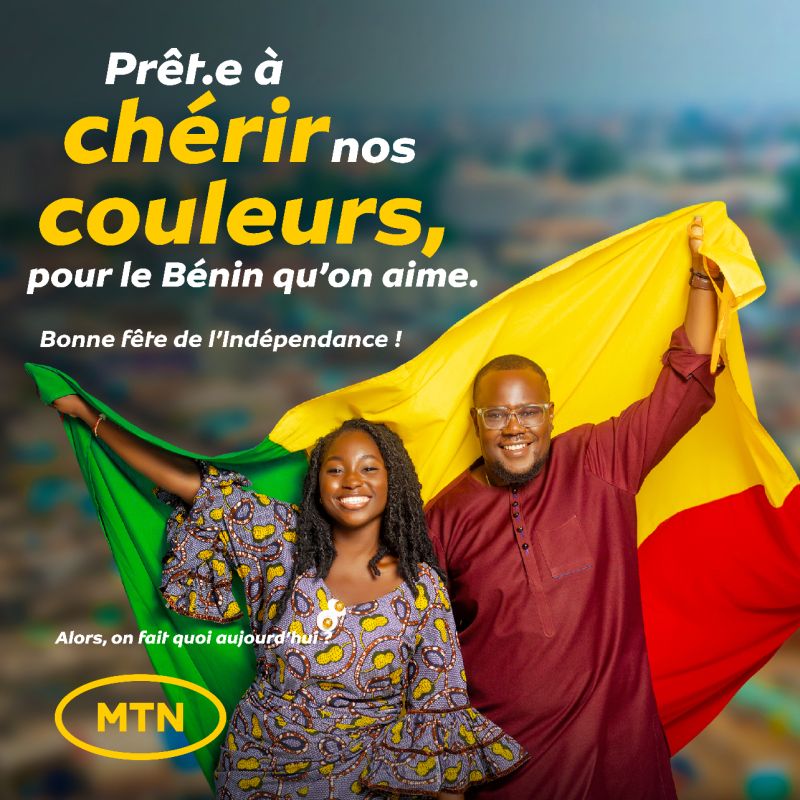 Prêt.e à
chérir nos
couleurs,
pour le Bénin qu'on aime.
Bonne fête de l'Indépendance !
Alors, on fait quoi aujourd'hui ?
MTN